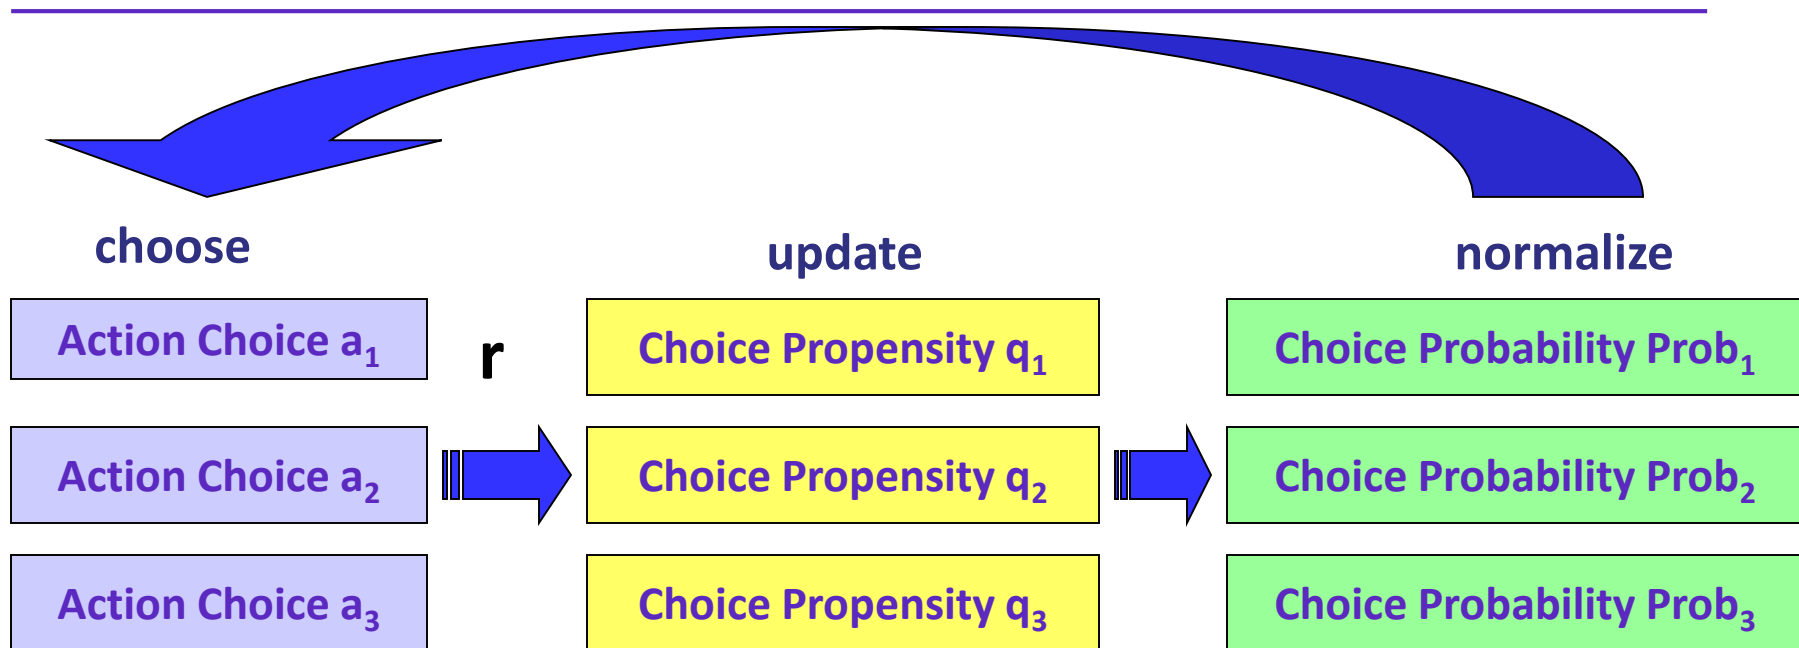 choose
update
normalize
Action Choice a₁
r
Choice Propensity q₁
Choice Probability Prob₁
Action Choice a₂
Choice Propensity q₂
Choice Probability Prob₂
Action Choice a₃
Choice Propensity q₃
Choice Probability Prob₃